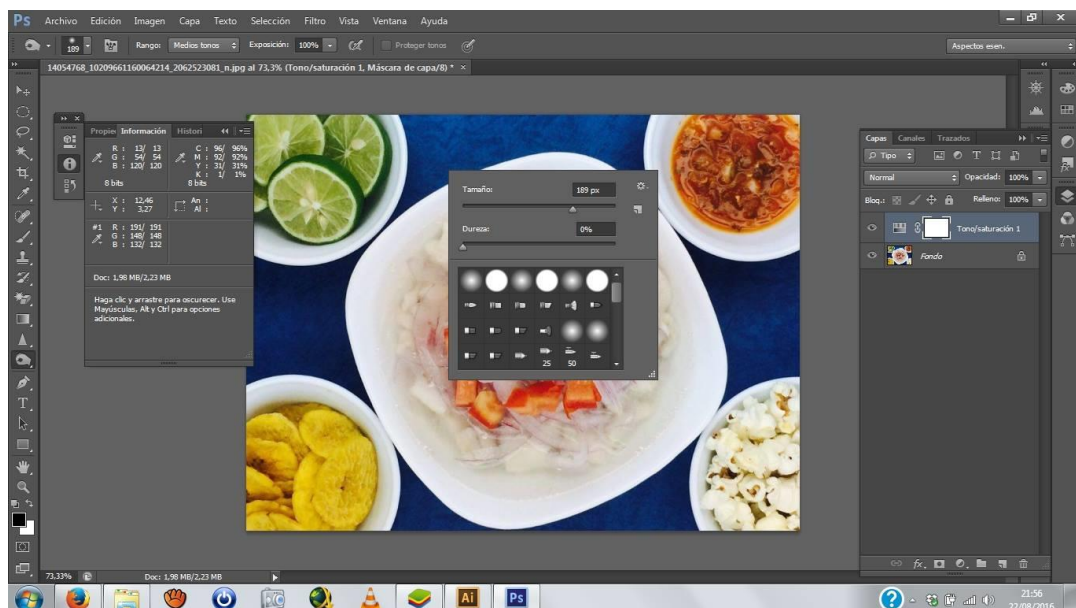 Ps Archivo Edición Imagen Capa Texto Selección Filtro Vista Ventana Ayuda
189 Rango: Medios tonos Exposición: 100% Proteger tonos Aspectos esen.
14054768_10209661160064214_2062523081_n.jpg al 73,3% (Tono/saturación 1, Máscara de capa/8) * ×
Propie Información Histori
R : 13/ 13 C : 96/ 96%
G : 54/ 54 M : 92/ 92%
B : 120/ 120 Y : 31/ 31%
K : 1/ 1%
8 bits 8 bits
X : 12,46 An :
Y : 3,27 Al :
#1 R : 191/ 191
G : 148/ 148
B : 132/ 132
Doc: 1,98 MB/2,23 MB
Haga clic y arrastre para oscurecer. Use
Mayúsculas, Alt y Ctrl para opciones
adicionales.
Tamaño: 189 px
Dureza: 0%
25 50
Capas Canales Trazados
Tipo
Normal Opacidad: 100%
Bloq.: Relleno: 100%
Tono/saturación 1
Fondo
fx
73,33% Doc: 1,98 MB/2,23 MB
Ai Ps
21:56
22/08/2016